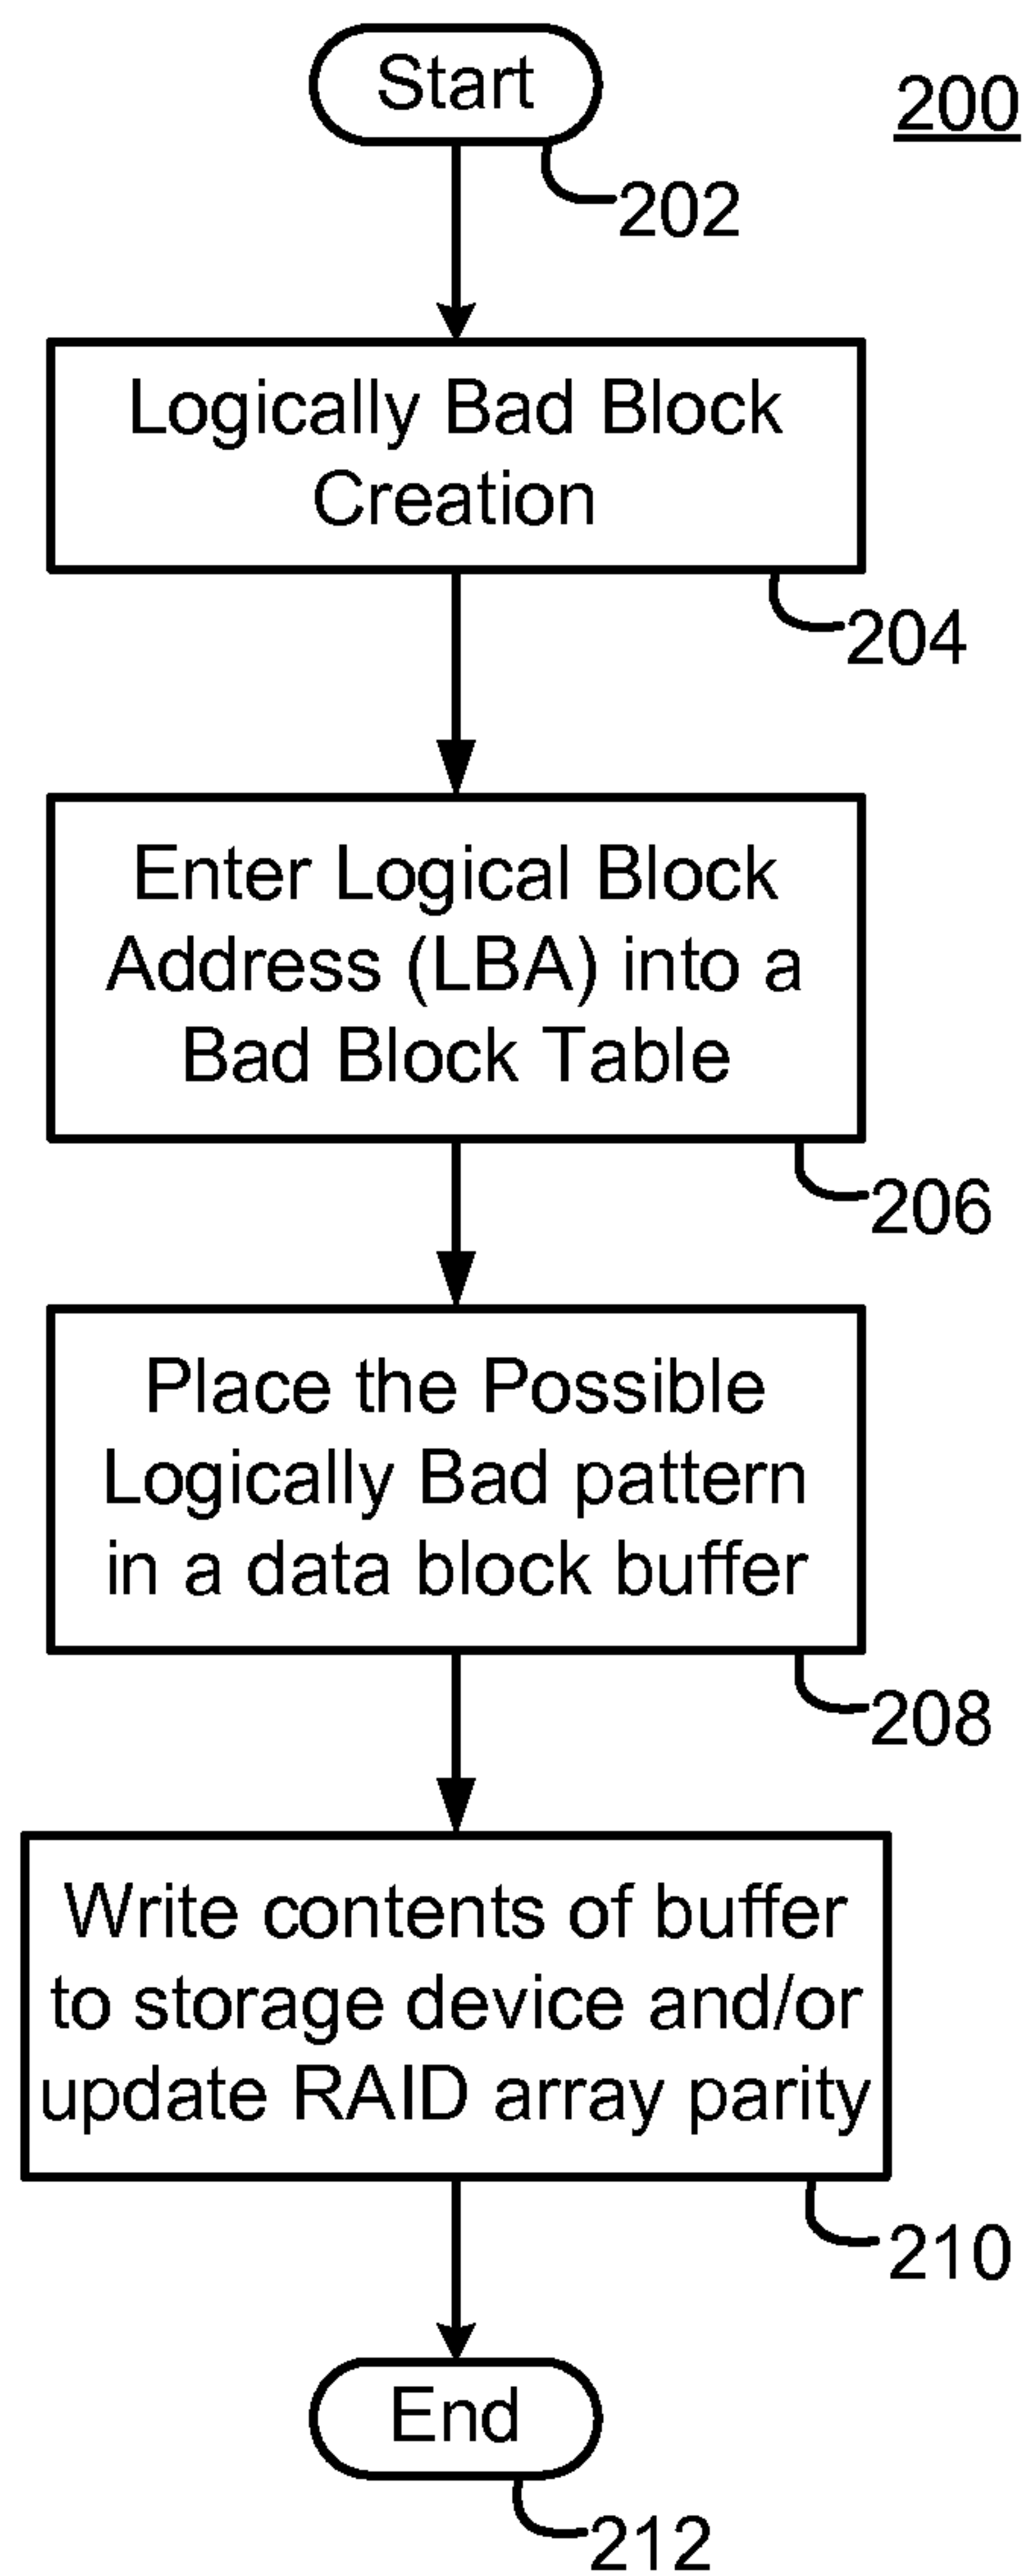 Start
200
202
Logically Bad Block
Creation
204
Enter Logical Block
Address (LBA) into a
Bad Block Table
206
Place the Possible
Logically Bad pattern
in a data block buffer
208
Write contents of buffer
to storage device and/or
update RAID array parity
210
End
212